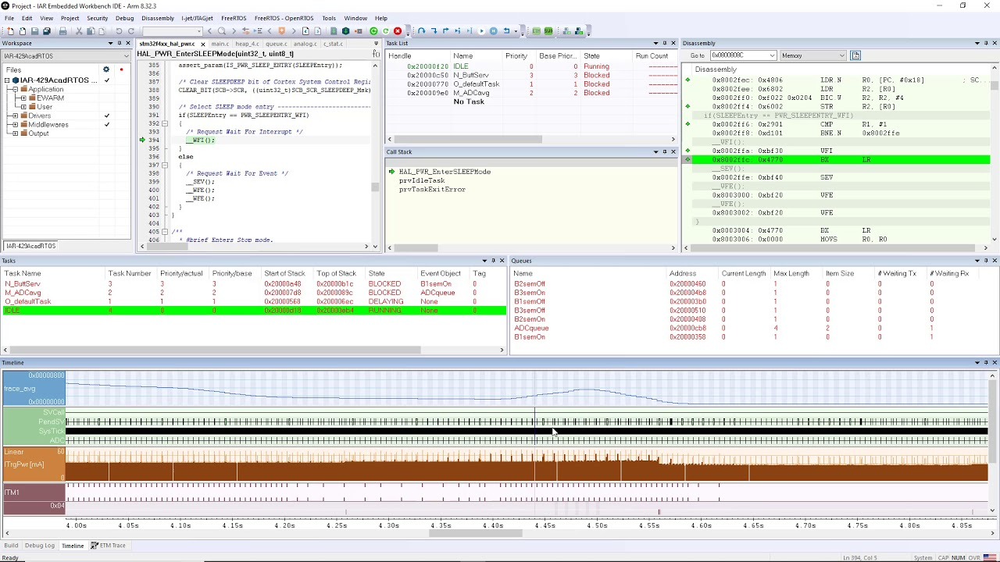 Project - IAR Embedded Workbench IDE - Arm 8.32.3
File Edit View Project Security Debug Disassembly I-jet/JTAGjet FreeRTOS FreeRTOS - OpenRTOS Tools Window Help
Workspace
IAR-429AcadRTOS
Files
IAR-429AcadRTOS
Application
EWARM
User
Drivers
Middlewares
Output
IAR-429AcadRTOS
stm32f4xx_hal_pwr.c main.c heap_4.c queue.c analog.c c_stat.c
HAL_PWR_EnterSLEEPMode(uint32_t, uint8_t)
385 assert_param(IS_PWR_SLEEP_ENTRY(SLEEPEntry));
386
387 /* Clear SLEEPDEEP bit of Cortex System Control Regi
388 CLEAR_BIT(SCB->SCR, ((uint32_t)SCB_SCR_SLEEPDEEP_Msk)
389
390 /* Select SLEEP mode entry
391 if(SLEEPEntry == PWR_SLEEPENTRY_WFI)
392 {
393 /* Request Wait For Interrupt */
394 __WFI();
395 }
396 else
397 {
398 /* Request Wait For Event */
399 __SEV();
400 __WFE();
401 __WFE();
402 }
403 }
404
405 /**
406 * @brief Enters Stop mode.
Task List
Handle Name Priority Base Prior... State Run Count
0x20000f20 IDLE 0 0 Running -------
0x20000c50 N_ButtServ 3 3 Blocked -------
0x20000770 o_defaultTask 1 1 Blocked -------
0x200009e0 M_ADCavg 2 2 Blocked -------
No Task
Call Stack
HAL_PWR_EnterSLEEPMode
prvIdleTask
prvTaskExitError
Disassembly
Go to 0x0800808C Memory
Disassembly
0x8002fec: 0x4806 LDR.N R0, [PC, #0x18] ; SC...
0x8002fee: 0x6802 LDR R2, [R0]
0x8002ff0: 0xf022 0x0204 BIC.W R2, R2, #4
0x8002ff4: 0x6002 STR R2, [R0]
if(SLEEPEntry == PWR_SLEEPENTRY_WFI)
0x8002ff6: 0x2901 CMP R1, #1
0x8002ff8: 0xd101 BNE.N 0x8002ffe
__WFI();
0x8002ffa: 0xbf30 WFI
0x8002ffc: 0x4770 BX LR
__SEV();
0x8002ffe: 0xbf40 SEV
__WFE();
0x8003000: 0xbf20 WFE
__WFE();
0x8003002: 0xbf20 WFE
}
0x8003004: 0x4770 BX LR
0x8003006: 0x0000 MOVS R0, R0
Tasks
Task Name Task Number Priority/actual Priority/base Start of Stack Top of Stack State Event Object Tag
N_ButtServ 3 3 3 0x20000a48 0x20000b1c BLOCKED B1semOn 0
M_ADCavg 2 2 2 0x200007d8 0x2000089c BLOCKED ADCqueue 0
O_defaultTask 1 1 1 0x20000568 0x200006ec DELAYING None 0
IDLE 4 0 0 0x20000d18 0x20000eb4 RUNNING None 0
Queues
Name Address Current Length Max Length Item Size # Waiting T... # Waiting Rx
B2semOff 0x20000460 0 1 0 0 0
B3semOn 0x200004b8 0 1 0 0 0
B1semOff 0x200003b0 0 1 0 0 0
B3semOff 0x20000510 0 1 0 0 0
B2semOn 0x20000408 0 1 0 0 0
ADCqueue 0x20000cb8 0 4 2 0 1
B1semOn 0x20000358 0 1 0 0 1
Timeline
0x00000800
trace_avg
0x00000000
SVCall
PendSV
SysTick
ADC
Linear 60
ITrgPwr [mA]
0
ITM1
0x04
4.00s 4.05s 4.10s 4.15s 4.20s 4.25s 4.30s 4.35s 4.40s 4.45s 4.50s 4.55s 4.60s 4.65s 4.70s 4.75s 4.80s 4.85s
Build Debug Log Timeline ETM Trace
Ready Ln 394, Col 5 System CAP NUM OVR